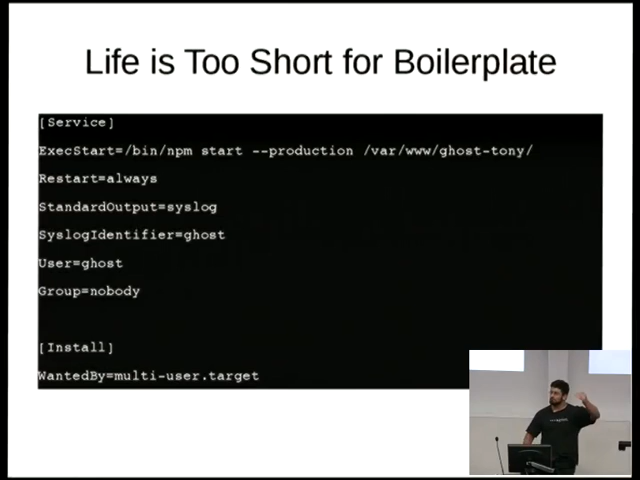 Life is Too Short for Boilerplate
[Service]
ExecStart=/bin/npm start --production /var/www/ghost-tony/
Restart=always
StandardOutput=syslog
SyslogIdentifier=ghost
User=ghost
Group=nobody
[Install]
WantedBy=multi-user.target